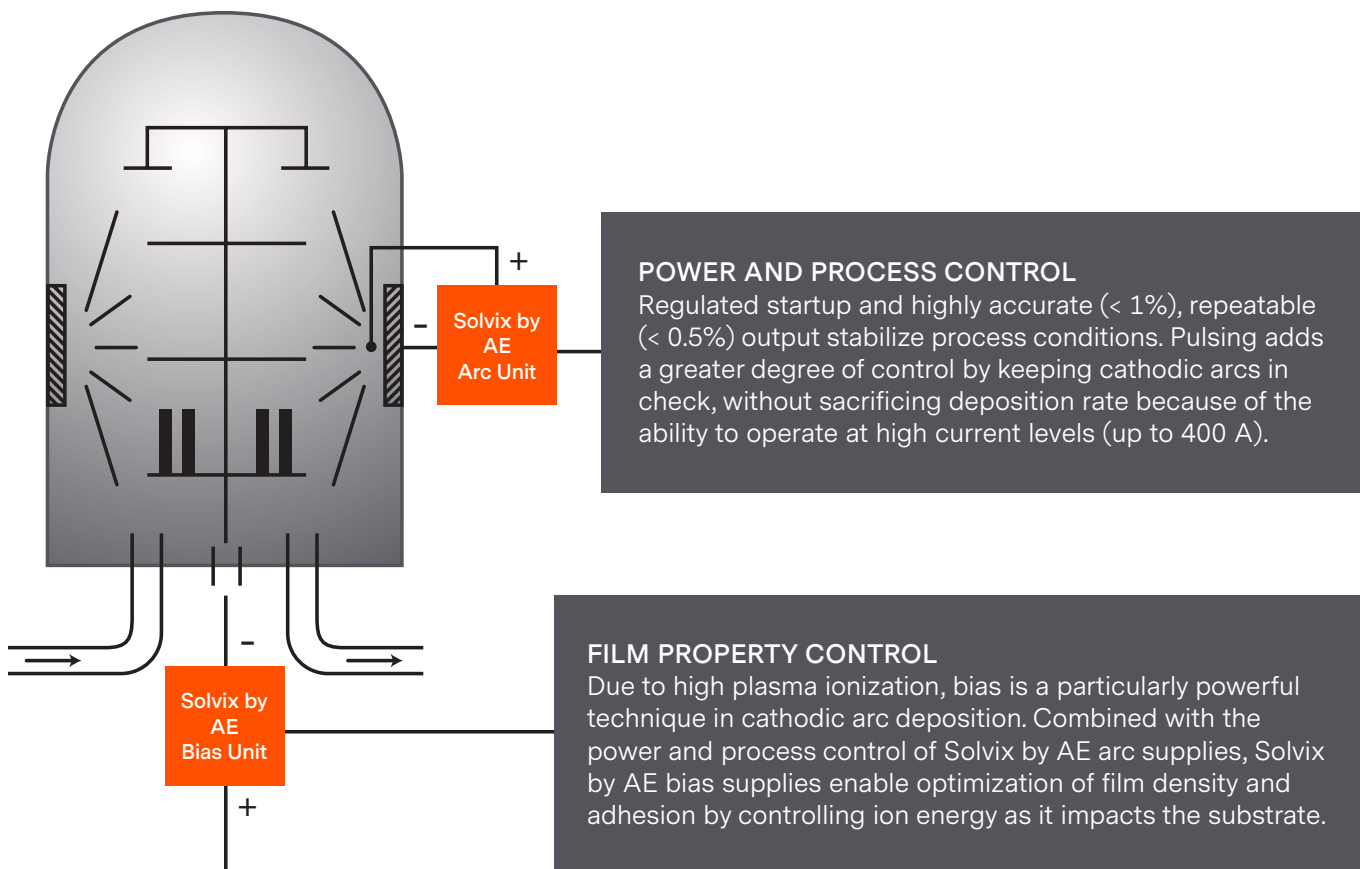 +
-
Solvix by
AE
Arc Unit
POWER AND PROCESS CONTROL
Regulated startup and highly accurate (< 1%), repeatable
(< 0.5%) output stabilize process conditions. Pulsing adds
a greater degree of control by keeping cathodic arcs in
check, without sacrificing deposition rate because of the
ability to operate at high current levels (up to 400 A).
-
Solvix by
AE
Bias Unit
+
FILM PROPERTY CONTROL
Due to high plasma ionization, bias is a particularly powerful
technique in cathodic arc deposition. Combined with the
power and process control of Solvix by AE arc supplies, Solvix
by AE bias supplies enable optimization of film density and
adhesion by controlling ion energy as it impacts the substrate.